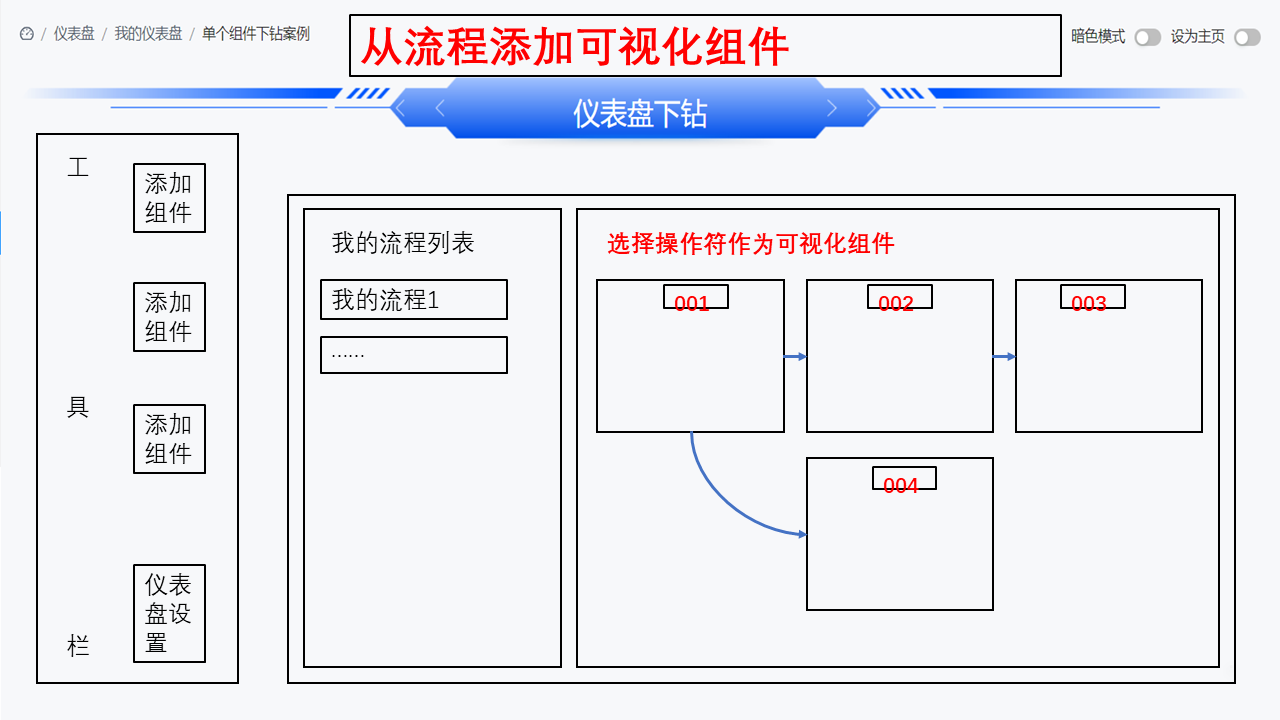 仪表盘 / 我的仪表盘 / 单个组件下钻案例
从流程添加可视化组件
暗色模式
设为主页
仪表盘下钻
工
具
栏
添加
组件
添加
组件
添加
组件
仪表
盘设
置
我的流程列表
我的流程1
……
选择操作符作为可视化组件
001
002
003
004